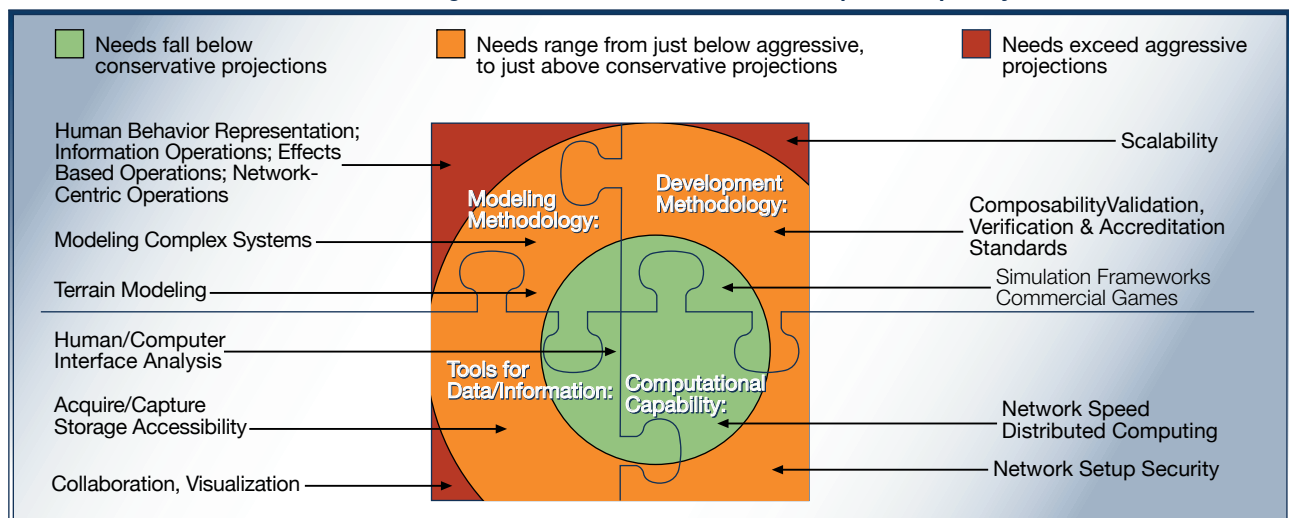 Needs fall below
conservative projections
Needs range from just below aggressive,
to just above conservative projections
Needs exceed aggressive
projections
Human Behavior Representation;
Information Operations; Effects
Based Operations; Network-
Centric Operations
Modeling Complex Systems
Terrain Modeling
Human/Computer
Interface Analysis
Acquire/Capture
Storage Accessibility
Collaboration, Visualization
Modeling
Methodology:
Development
Methodology:
Tools for
Data/Information:
Computational
Capability:
Scalability
ComposabilityValidation,
Verification & Accreditation
Standards
Simulation Frameworks
Commercial Games
Network Speed
Distributed Computing
Network Setup Security